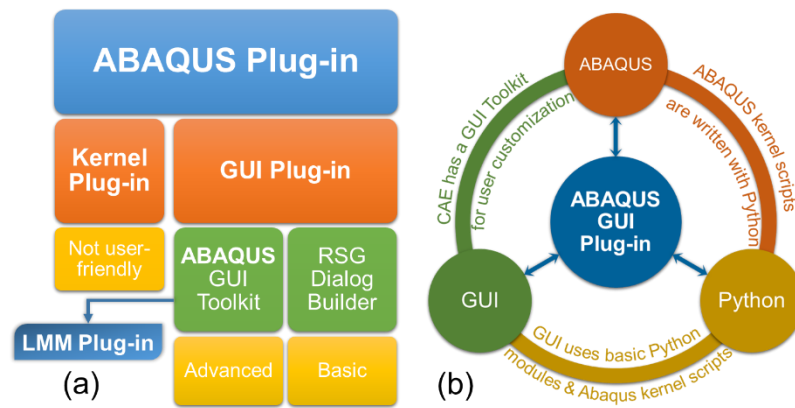 ABAQUS Plug-in
Kernel
Plug-in
GUI Plug-in
Not user-
friendly
ABAQUS
GUI
Toolkit
RSG
Dialog
Builder
LMM Plug-in
Advanced
Basic
(a)
ABAQUS
CAE has a GUI Toolkit
for user customization
ABAQUS kernel scripts
are written with Python
ABAQUS
GUI
Plug-in
GUI
Python
GUI uses basic Python
modules & Abaqus kernel scripts
(b)